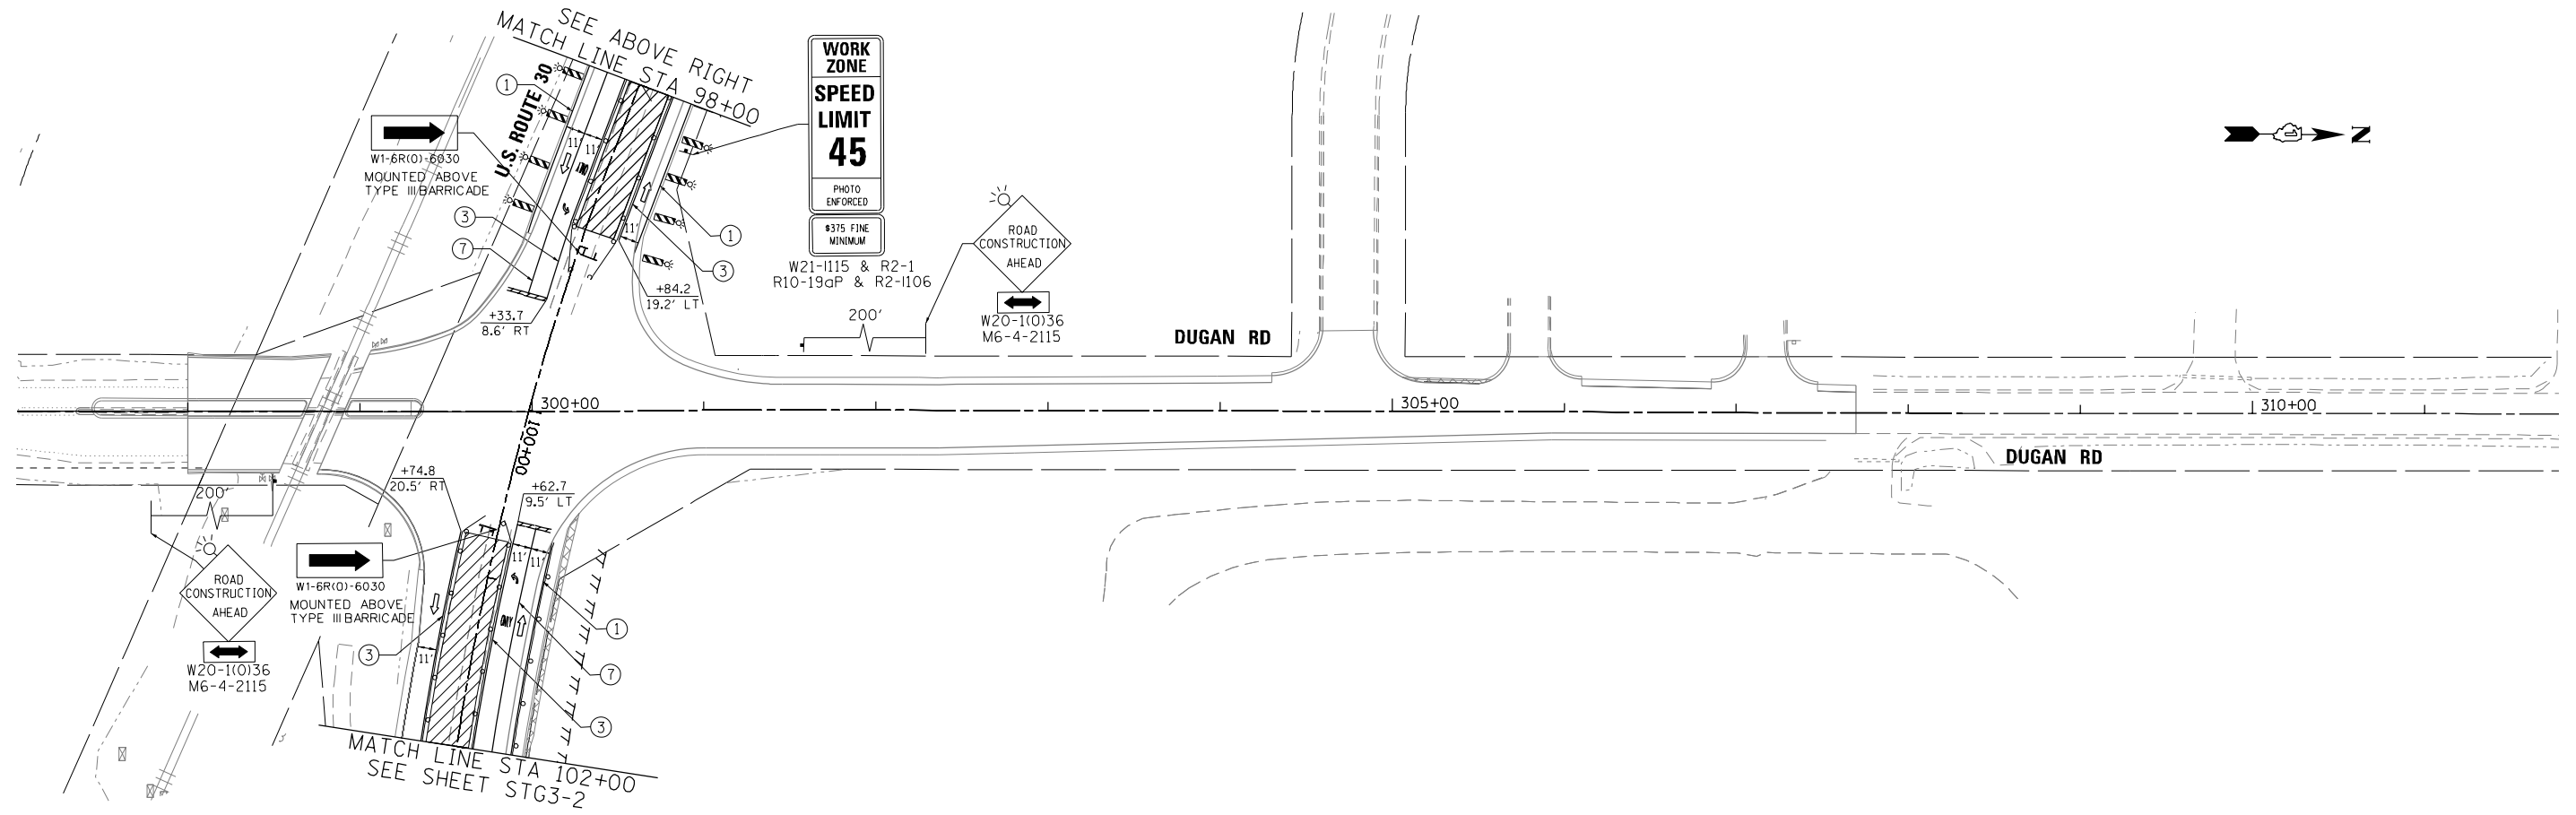 SEE ABOVE RIGHT
MATCH LINE STA 98+00
U.S. ROUTE 30
1
W1-6R(O)-6030
MOUNTED ABOVE
TYPE III BARRICADE
11'
11'
ONLY
3
7
11'
1
3
+84.2
19.2' LT
+33.7
8.6' RT
WORK
ZONE
SPEED
LIMIT
45
PHOTO
ENFORCED
$375 FINE
MINIMUM
W21-I115 & R2-1
R10-19aP & R2-I106
200'
ROAD
CONSTRUCTION
AHEAD
W20-1(O)36
M6-4-2115
DUGAN RD
N
300+00
305+00
310+00
100+00
DUGAN RD
+74.8
20.5' RT
+62.7
9.5' LT
200'
ROAD
CONSTRUCTION
AHEAD
W20-1(O)36
M6-4-2115
W1-6R(O)-6030
MOUNTED ABOVE
TYPE III BARRICADE
11'
11'
ONLY
11'
3
1
7
3
MATCH LINE STA 102+00
SEE SHEET STG3-2